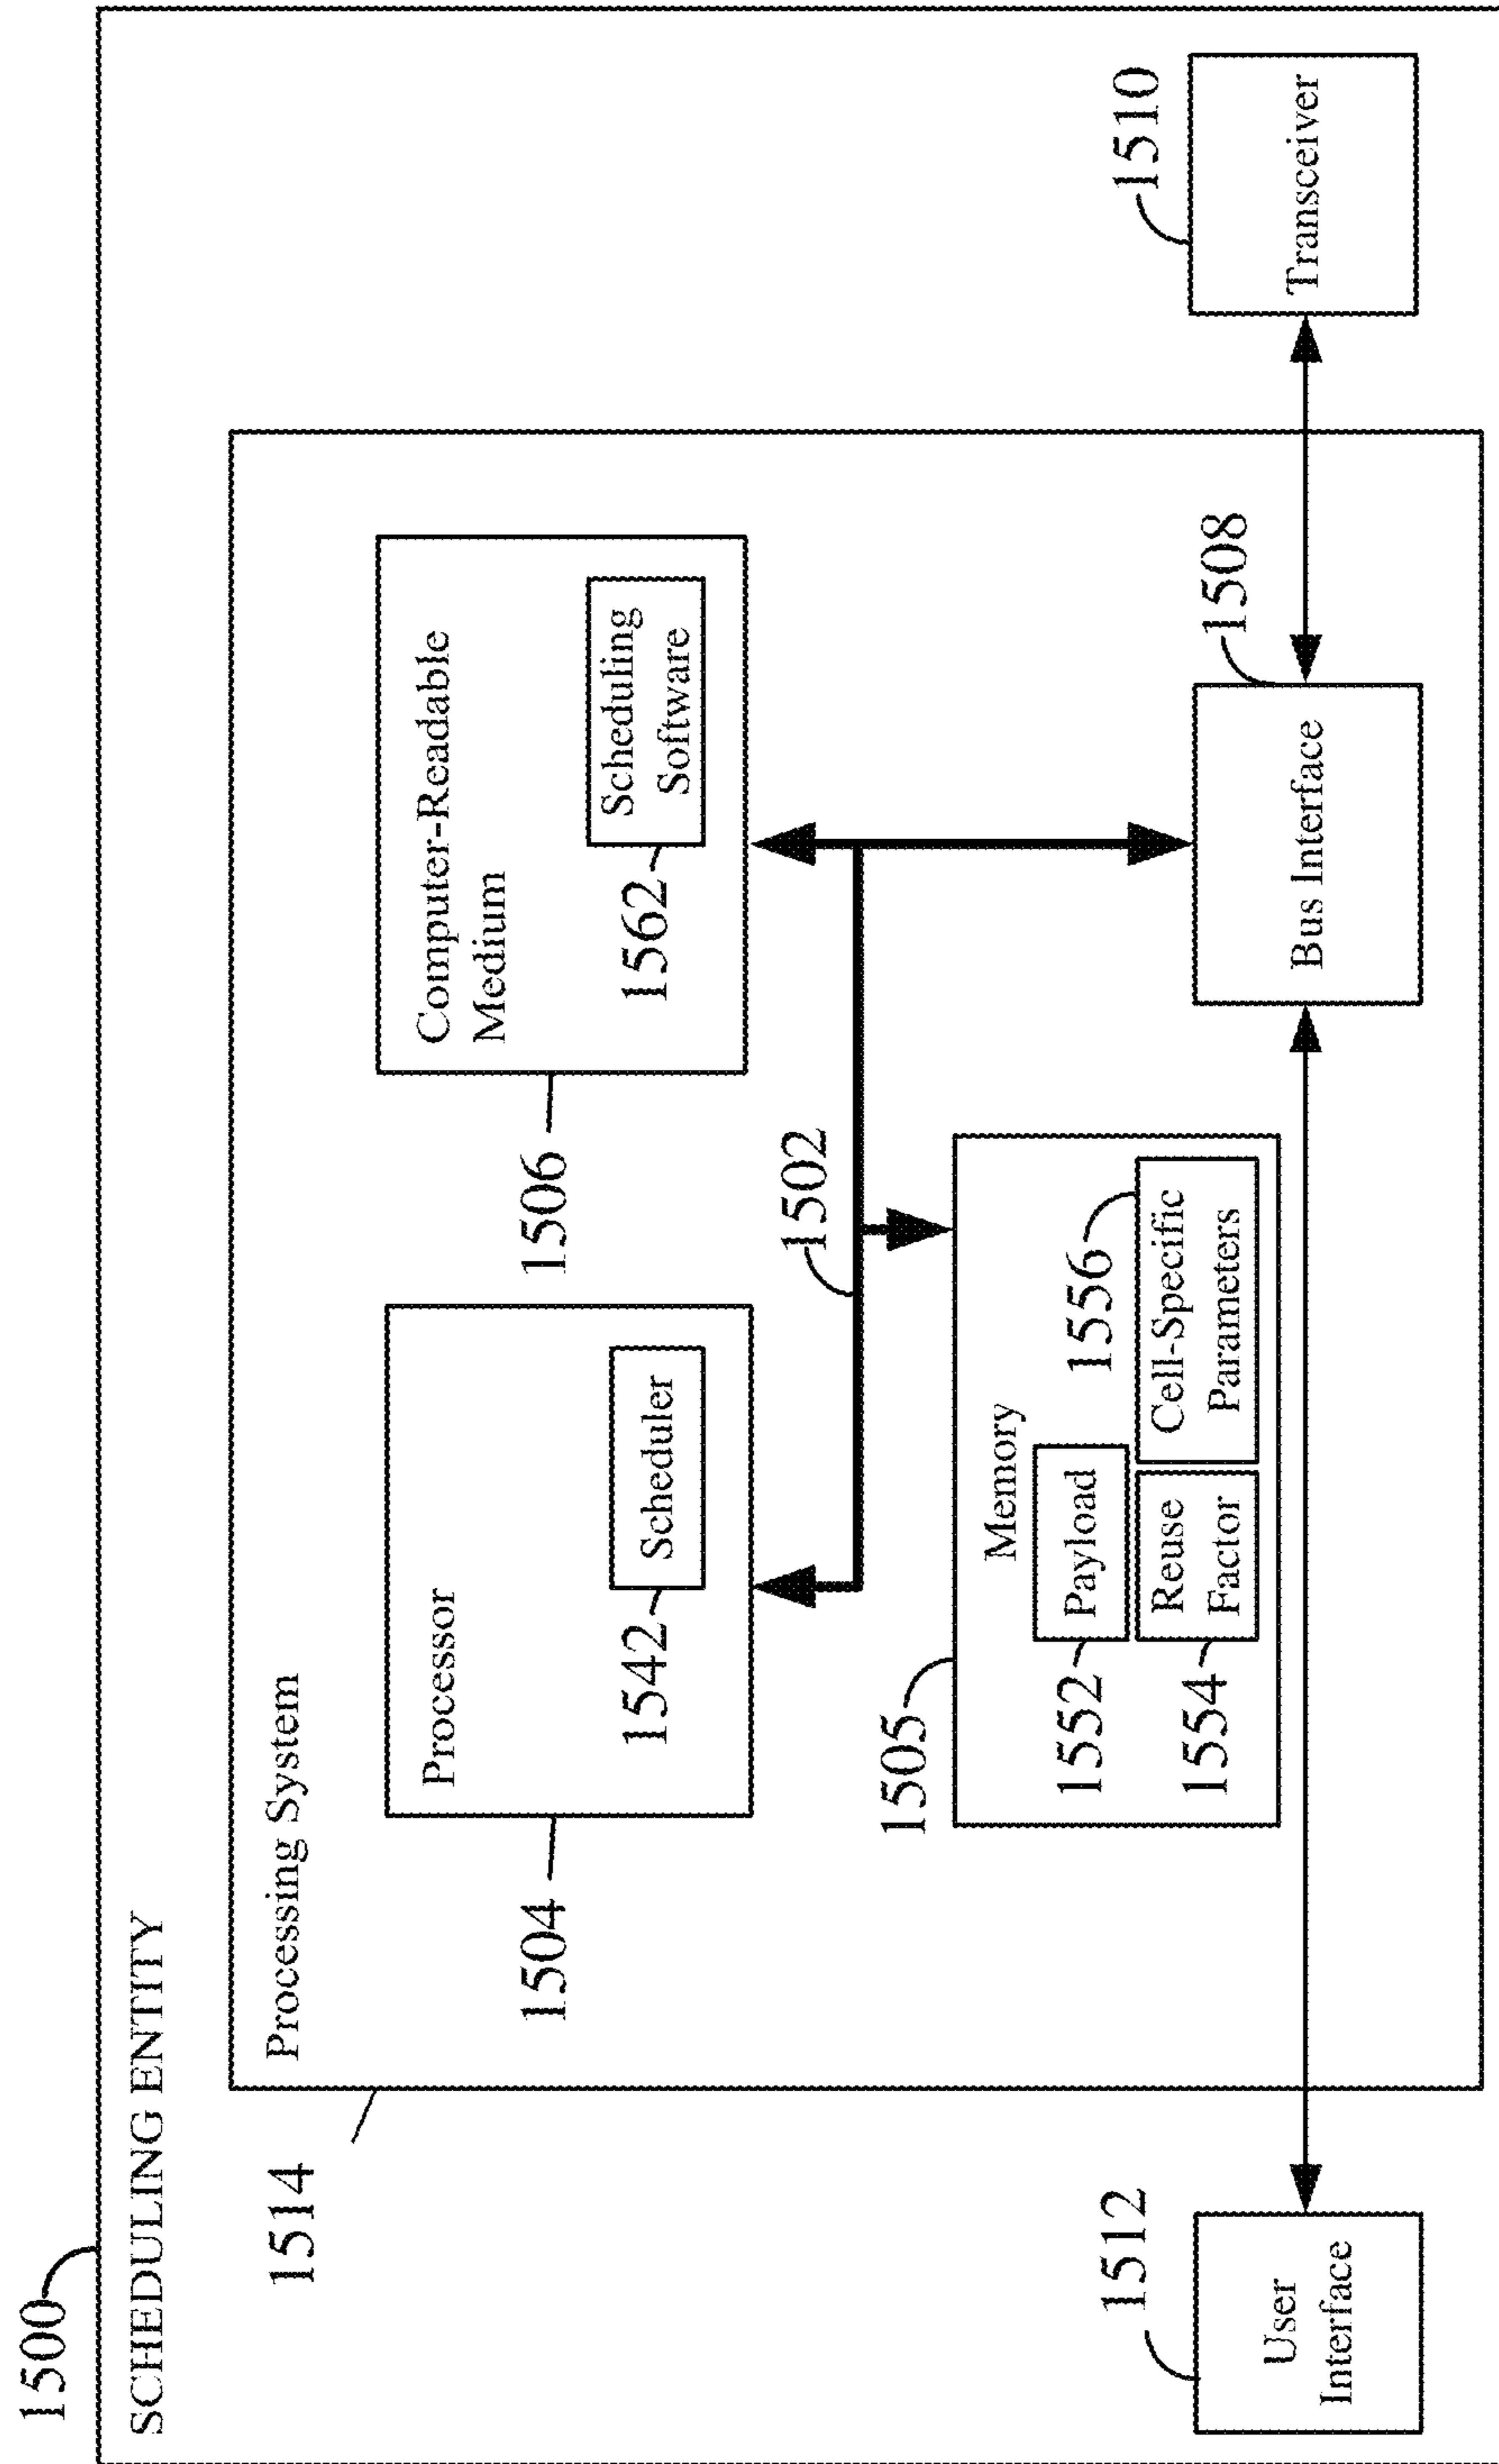 1500
SCHEDULING ENTITY
1514
Processing System
1504
Processor
1542
Scheduler
1506
Computer-Readable
Medium
1562
Scheduling
Software
1502
1505
Memory
1552
Payload
1554
Reuse
Factor
1556
Cell-Specific
Parameters
1508
Bus Interface
1512
User
Interface
1510
Transceiver